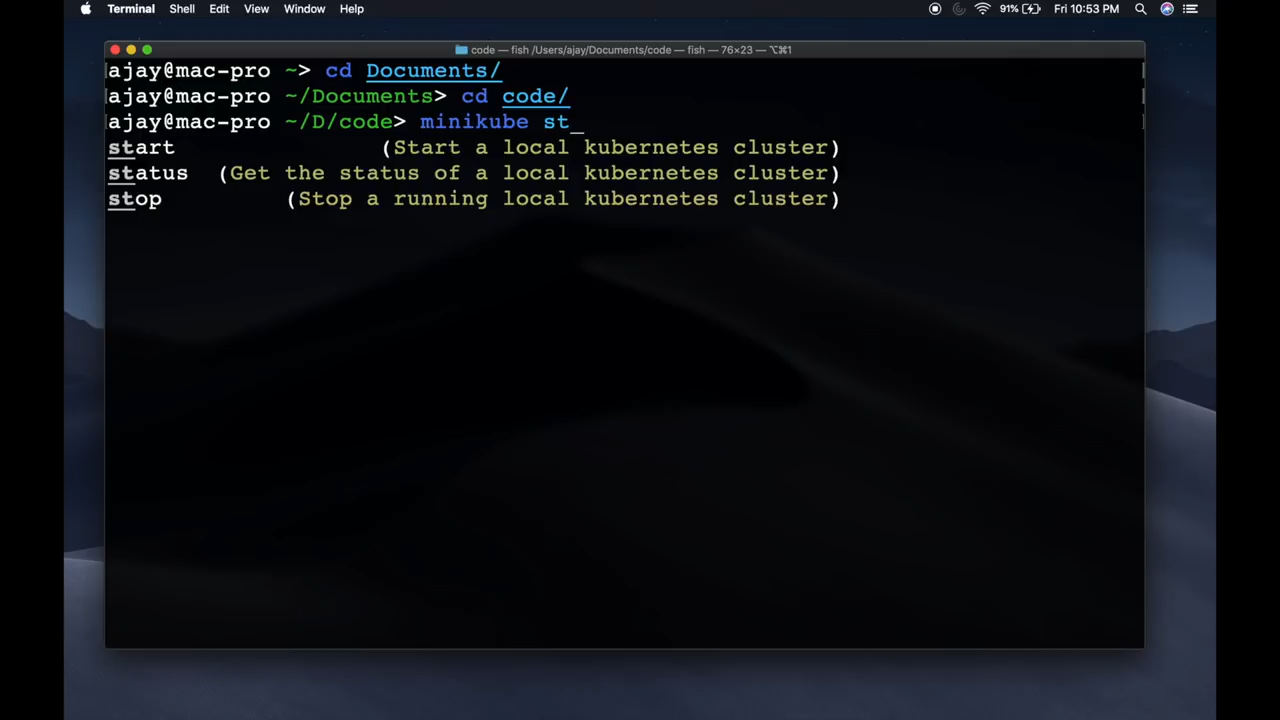 Terminal Shell Edit View Window Help 91% Fri 10:53 PM
code — fish /Users/ajay/Documents/code — fish — 76×23 — ⌥⌘1
ajay@mac-pro ~> cd Documents/
ajay@mac-pro ~/Documents> cd code/
ajay@mac-pro ~/D/code> minikube st_
start (Start a local kubernetes cluster)
status (Get the status of a local kubernetes cluster)
stop (Stop a running local kubernetes cluster)